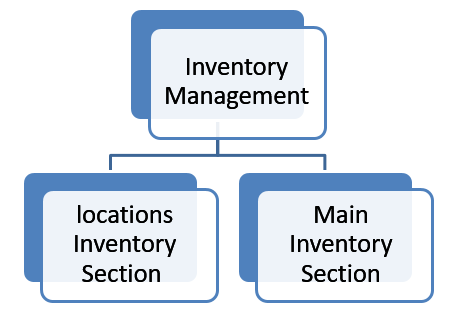 Inventory
Management
locations
Inventory
Section
Main
Inventory
Section